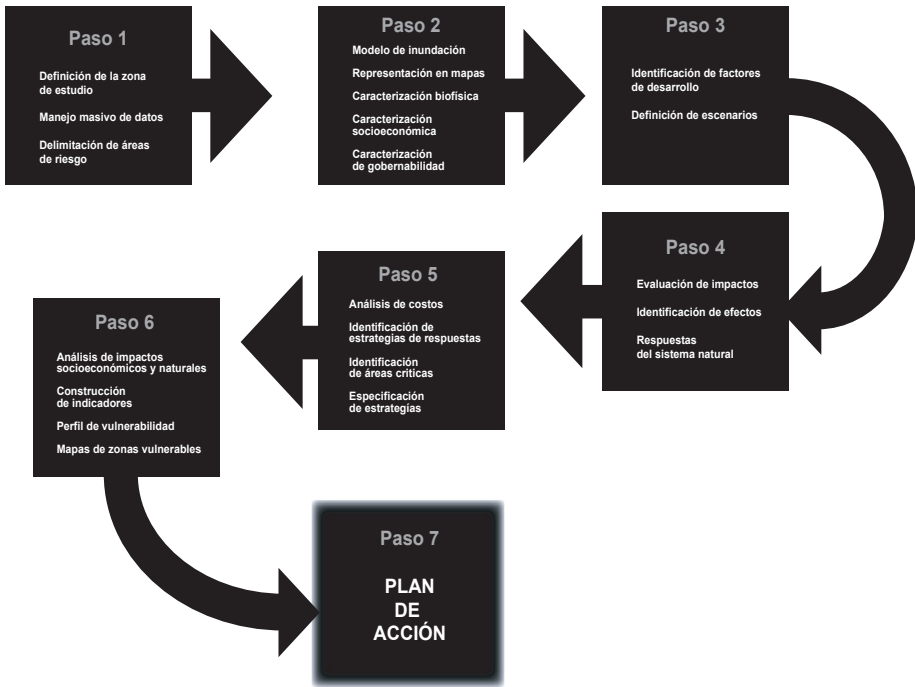 Paso 1
Definición de la zona
de estudio
Manejo masivo de datos
Delimitación de áreas
de riesgo
Paso 2
Modelo de inundación
Representación en mapas
Caracterización biofísica
Caracterización
socioeconómica
Caracterización
de gobernabilidad
Paso 3
Identificación de factores
de desarrollo
Definición de escenarios
Paso 4
Evaluación de impactos
Identificación de efectos
Respuestas
del sistema natural
Paso 5
Análisis de costos
Identificación de
estrategias de respuestas
Identificación
de áreas críticas
Especificación
de estrategías
Paso 6
Análisis de impactos
socioeconómicos y naturales
Construcción
de indicadores
Perfil de vulnerabilidad
Mapas de zonas vulnerables
Paso 7
PLAN
DE
ACCIÓN